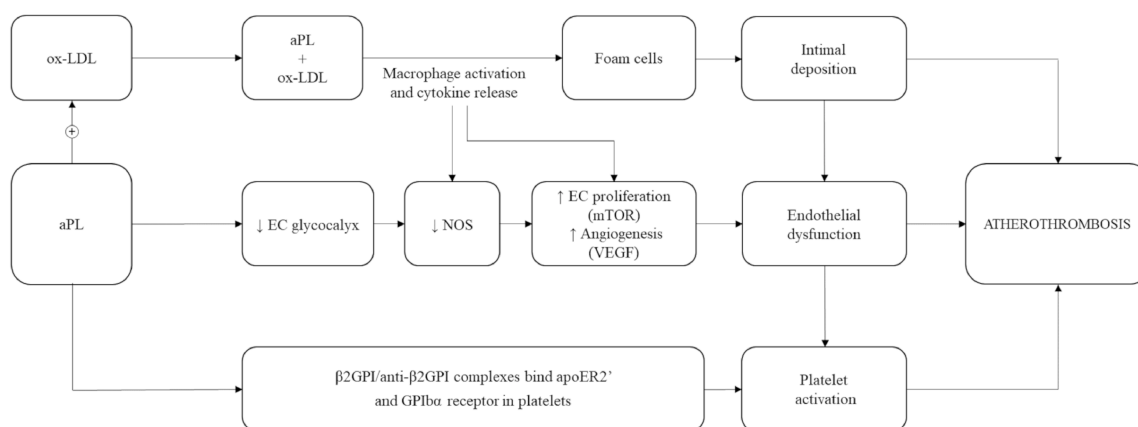 ox-LDL
aPL
+
ox-LDL
Foam cells
Intimal
deposition
Macrophage activation
and cytokine release
+
aPL
↓ EC glycocalyx
↓ NOS
↑ EC proliferation
(mTOR)
↑ Angiogenesis
(VEGF)
Endothelial
dysfunction
ATHEROTHROMBOSIS
β2GPI/anti-β2GPI complexes bind apoER2’
and GPIbα receptor in platelets
Platelet
activation